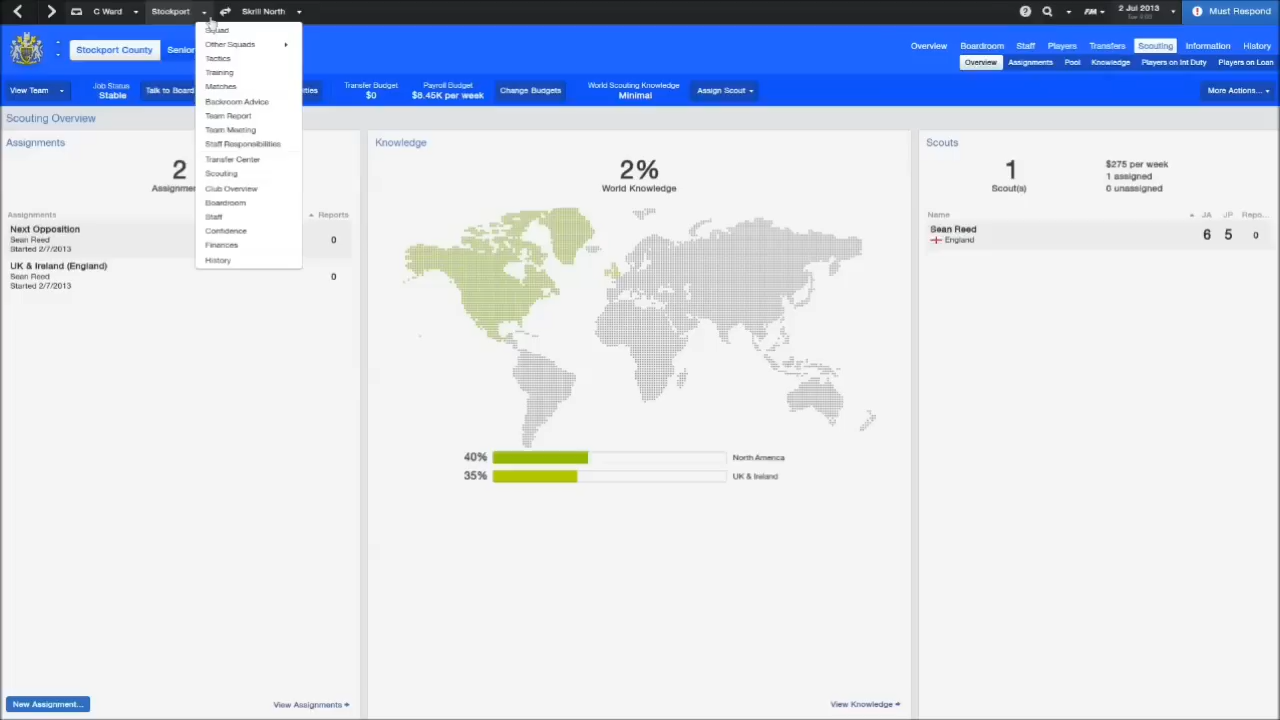 C Ward
Stockport
Skrill North
FM
2 Jul 2013
Must Respond
Stockport County
Senior
Overview
Boardroom
Staff
Players
Transfers
Scouting
Information
History
Overview
Assignments
Pool
Knowledge
Players on Int Duty
Players on Loan
View Team
Job Status
Stable
Talk to Board
Transfer Budg
$0
Payroll Budget
$8.45K per week
Change Budgets
World Scouting Knowledge
Minimal
Assign Scout
More Actions...
Squad
Other Squads
Tactics
Training
Matches
Backroom Advice
Team Report
Team Meeting
Staff Responsibilities
Transfer Center
Scouting
Club Overview
Boardroom
Staff
Confidence
Finances
History
Scouting Overview
Assignments
2
Assignmen
Assignments
Reports
Next Opposition
Sean Reed
Started 2/7/2013
0
UK & Ireland (England)
Sean Reed
Started 2/7/2013
0
New Assignment...
View Assignments
Knowledge
2%
World Knowledge
40%
North America
35%
UK & Ireland
View Knowledge
Scouts
1
Scout(s)
$275 per week
1 assigned
0 unassigned
Name
JA
JP
Repo...
Sean Reed
England
6
5
0